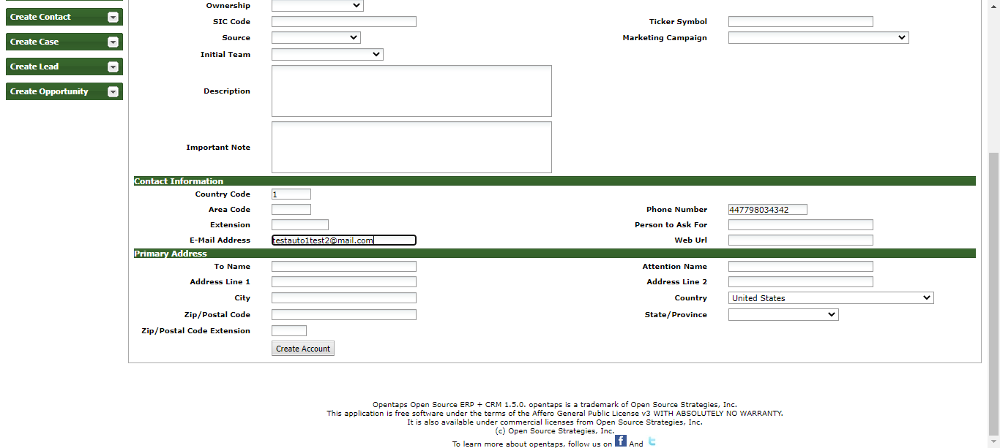 Ownership
Create Contact
SIC Code
Ticker Symbol
Source
Marketing Campaign
Create Case
Initial Team
Create Lead
Description
Create Opportunity
Important Note
Contact Information
Country Code 1
Area Code
Phone Number 447798034342
Extension
Person to Ask For
E-Mail Address testauto1test2@mail.com
Web Url
Primary Address
To Name
Attention Name
Address Line 1
Address Line 2
City
Country United States
Zip/Postal Code
State/Province
Zip/Postal Code Extension
Create Account
Opentaps Open Source ERP + CRM 1.5.0. opentaps is a trademark of Open Source Strategies, Inc.
This application is free software under the terms of the Affero General Public License v3 WITH ABSOLUTELY NO WARRANTY.
It is also available under commercial licenses from Open Source Strategies, Inc.
(c) Open Source Strategies, Inc.
To learn more about opentaps, follow us on f And t